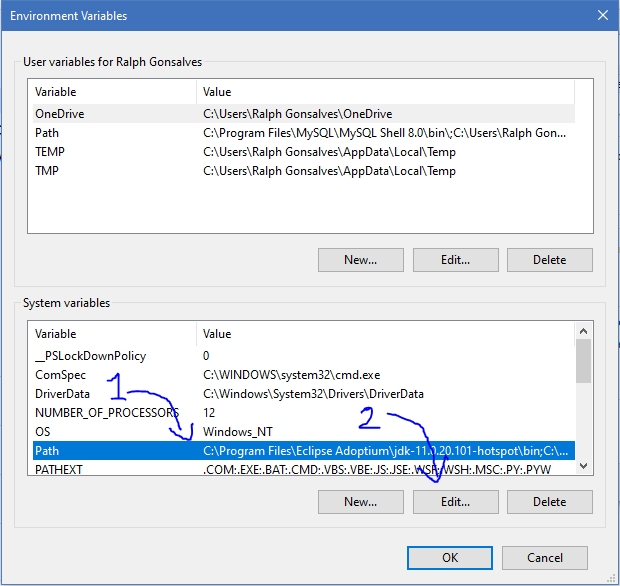 Environment Variables
User variables for Ralph Gonsalves
Variable Value
OneDrive C:\Users\Ralph Gonsalves\OneDrive
Path C:\Program Files\MySQL\MySQL Shell 8.0\bin\;C:\Users\Ralph Gon...
TEMP C:\Users\Ralph Gonsalves\AppData\Local\Temp
TMP C:\Users\Ralph Gonsalves\AppData\Local\Temp
New... Edit... Delete
System variables
Variable Value
__PSLockDownPolicy 0
ComSpec C:\WINDOWS\system32\cmd.exe
DriverData C:\Windows\System32\Drivers\DriverData
1
NUMBER_OF_PROCESSORS 12
2
OS Windows_NT
Path C:\Program Files\Eclipse Adoptium\jdk-11.0.20.101-hotspot\bin;C:\...
PATHEXT .COM;.EXE;.BAT;.CMD;.VBS;.VBE;.JS;.JSE;.WSF;.WSH;.MSC;.PY;.PYW
New... Edit... Delete
OK Cancel